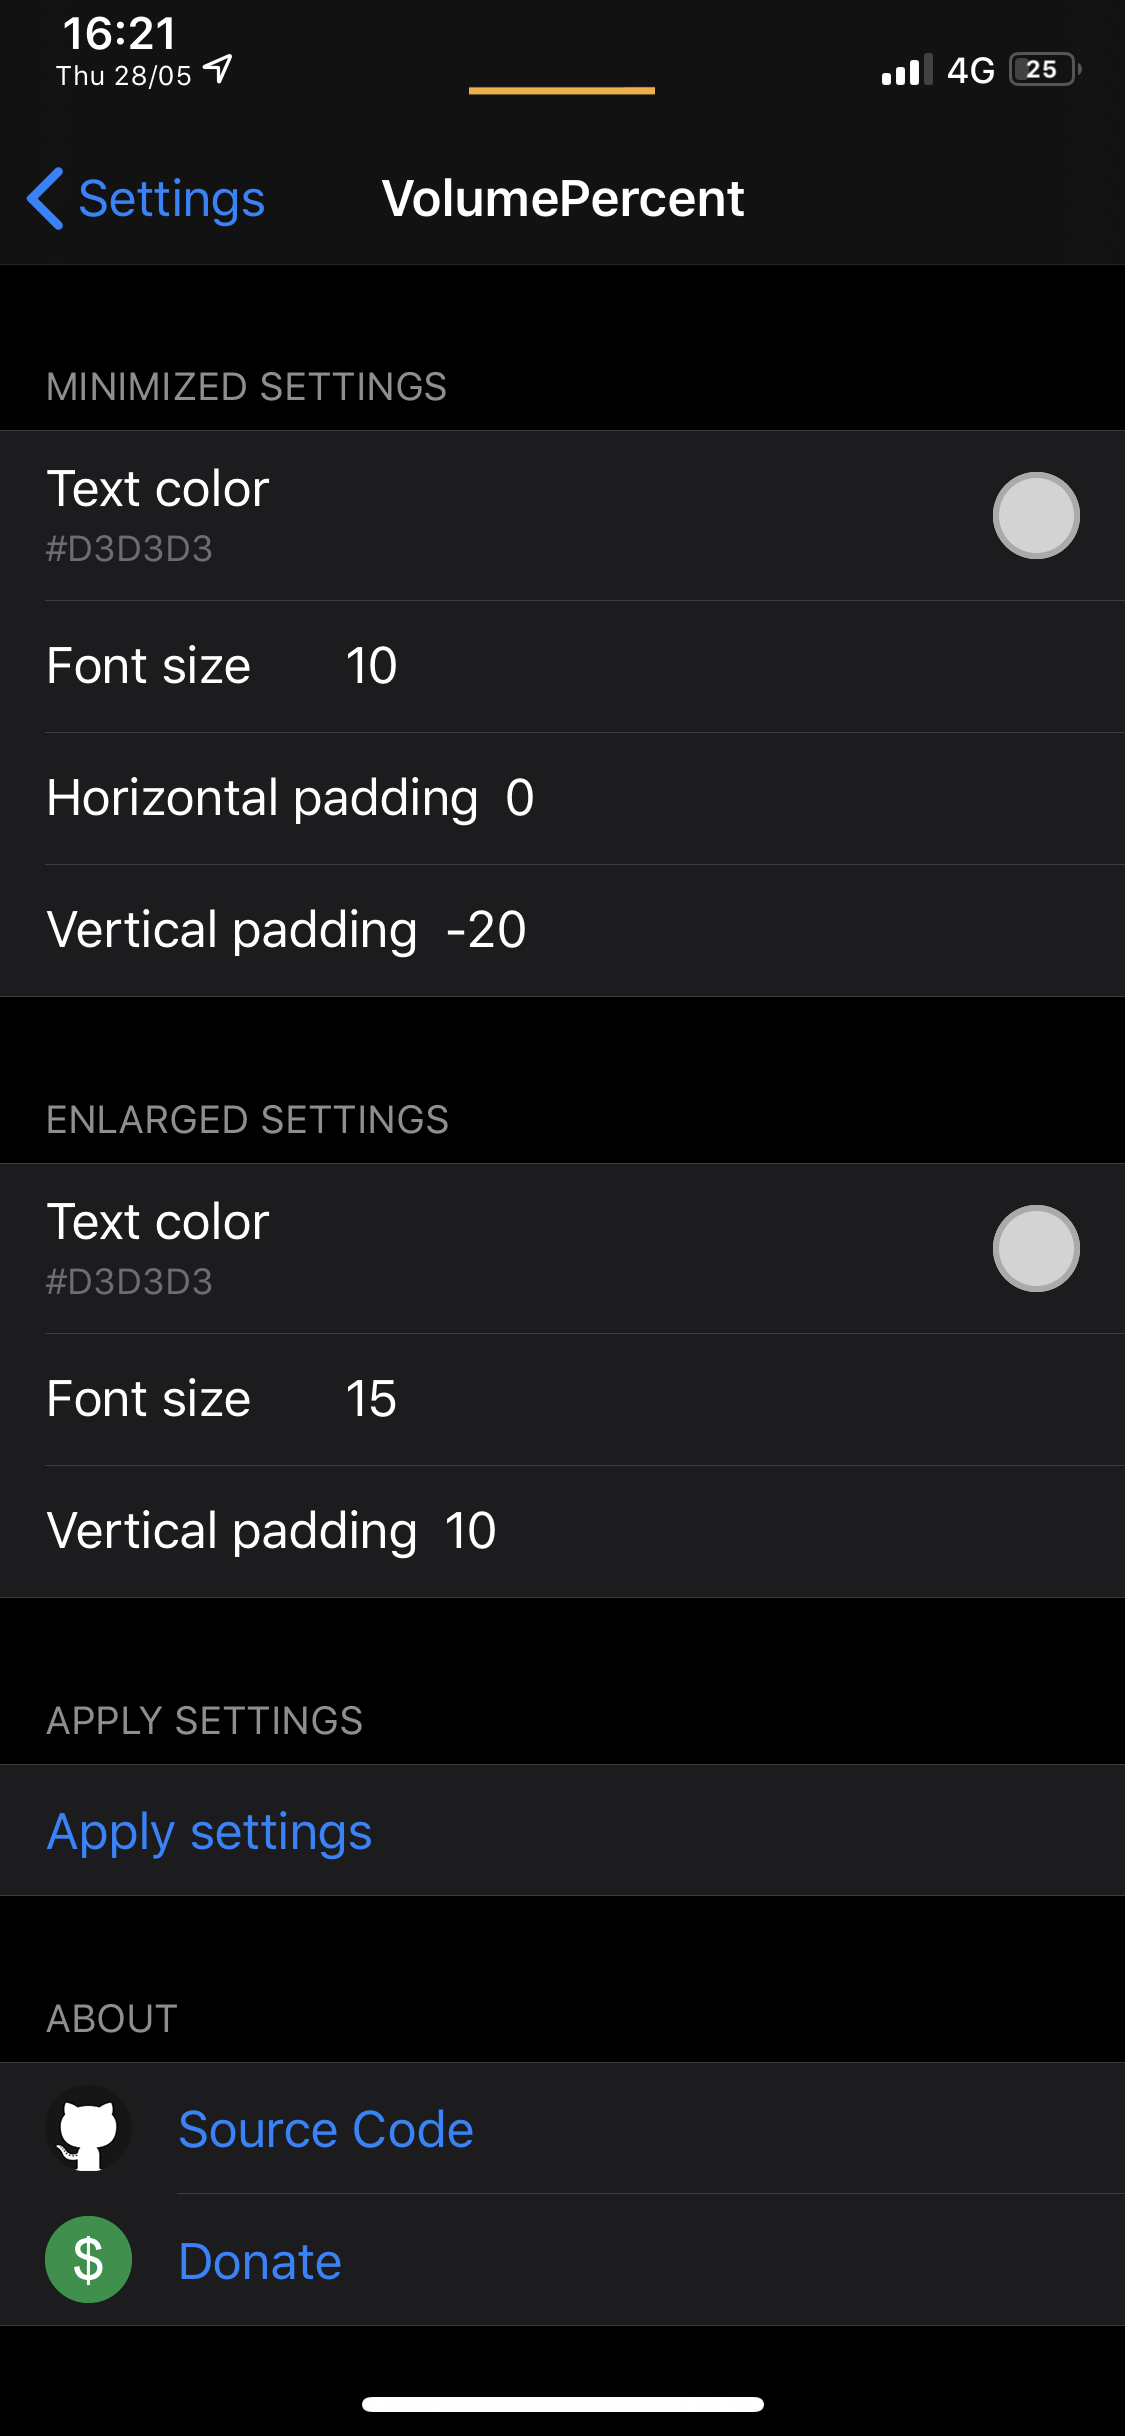 16:21
Thu 28/05
4G 25
Settings VolumePercent
MINIMIZED SETTINGS
Text color
#D3D3D3
Font size 10
Horizontal padding 0
Vertical padding -20
ENLARGED SETTINGS
Text color
#D3D3D3
Font size 15
Vertical padding 10
APPLY SETTINGS
Apply settings
ABOUT
Source Code
$ Donate